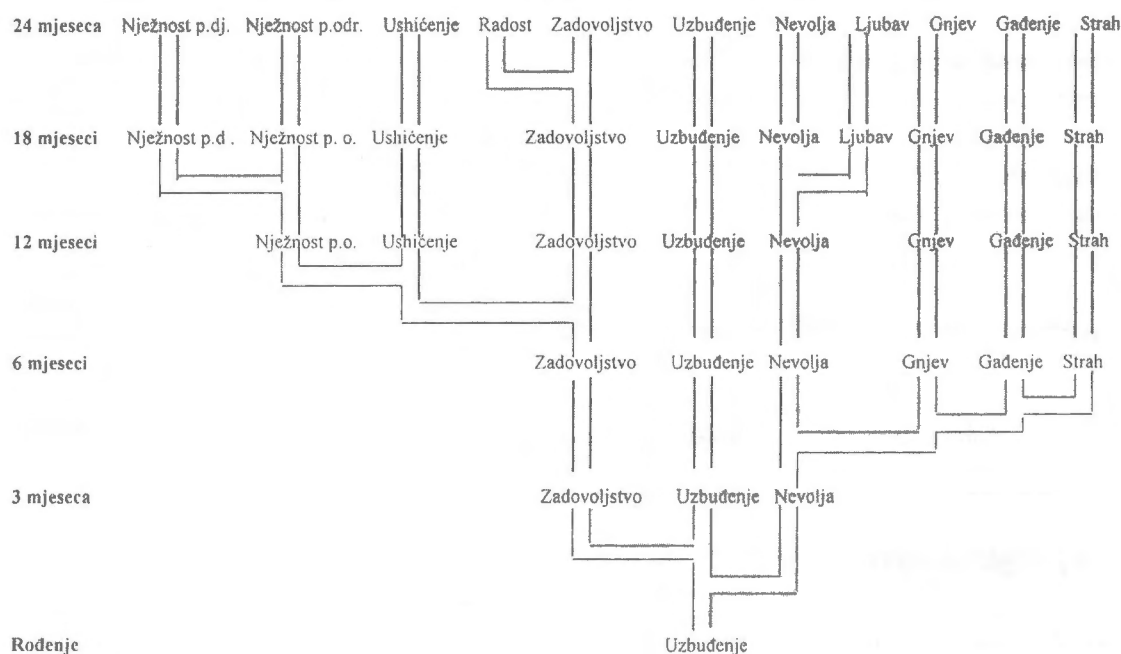 24 mjeseca Nježnost p.dj. Nježnost p.odr. Ushićenje Radost Zadovoljstvo Uzbuđenje Nevolja Ljubav Gnjev Gađenje Strah
18 mjeseci Nježnost p.d . Nježnost p. o. Ushićenje Zadovoljstvo Uzbuđenje Nevolja Ljubav Gnjev Gađenje Strah
12 mjeseci Nježnost p.o. Ushićenje Zadovoljstvo Uzbuđenje Nevolja Gnjev Gađenje Strah
6 mjeseci Zadovoljstvo Uzbuđenje Nevolja Gnjev Gađenje Strah
3 mjeseca Zadovoljstvo Uzbuđenje Nevolja
Rođenje Uzbuđenje